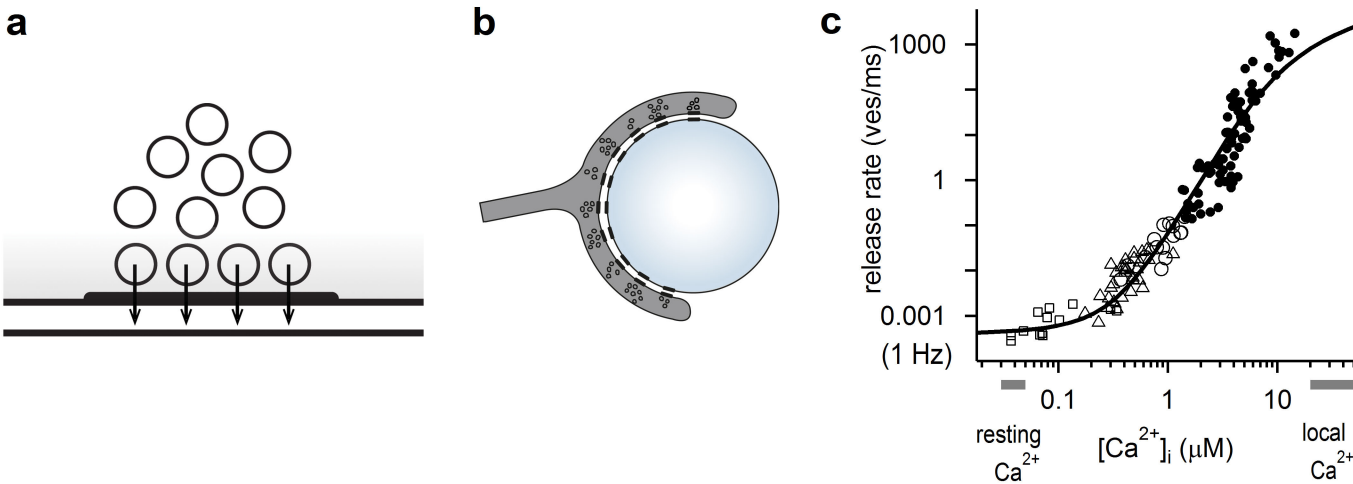 a
b
c
release rate (ves/ms)
1000
1
0.001
(1 Hz)
0.1
1
10
resting
Ca2+
[Ca2+]i (μM)
local
Ca2+